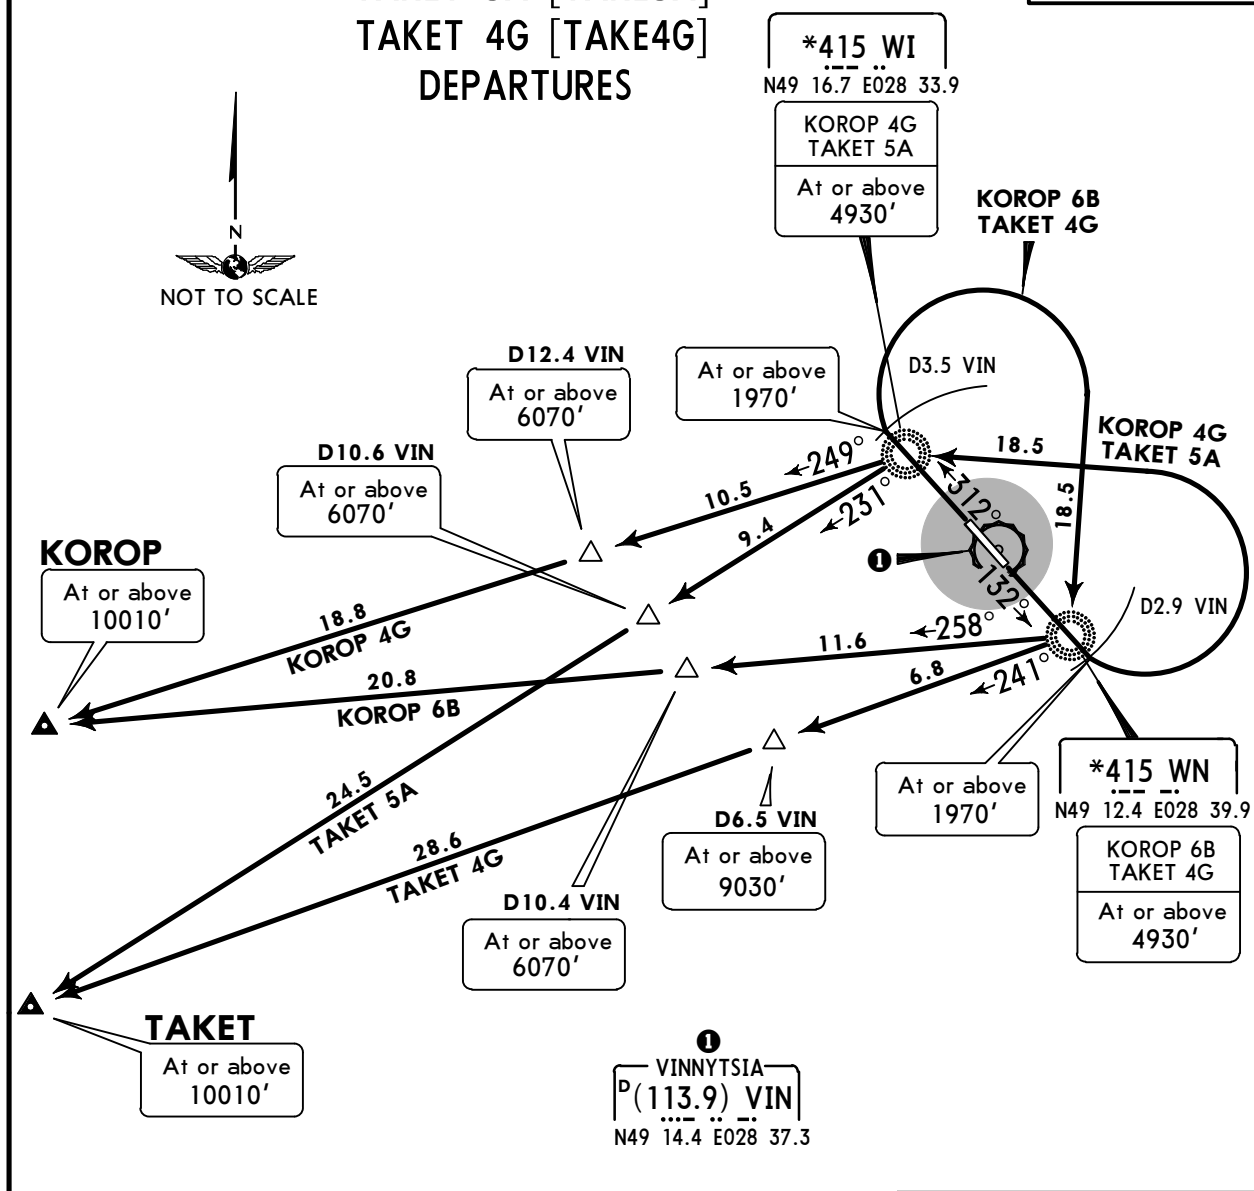 TAKET 4G [TAKE4G]
DEPARTURES
*415 WI
N49 16.7 E028 33.9
KOROP 4G
TAKET 5A
At or above
4930'
KOROP 6B
TAKET 4G
N
NOT TO SCALE
D12.4 VIN
At or above
6070'
At or above
1970'
D3.5 VIN
D10.6 VIN
At or above
6070'
KOROP 4G
TAKET 5A
18.5
18.5
249°
231°
312°
10.5
9.4
1
132°
KOROP
At or above
10010'
18.8
KOROP 4G
D2.9 VIN
258°
241°
11.6
6.8
20.8
KOROP 6B
24.5
TAKET 5A
28.6
TAKET 4G
D6.5 VIN
At or above
9030'
At or above
1970'
*415 WN
N49 12.4 E028 39.9
KOROP 6B
TAKET 4G
At or above
4930'
D10.4 VIN
At or above
6070'
TAKET
At or above
10010'
1
VINNYTSIA
D (113.9) VIN
N49 14.4 E028 37.3